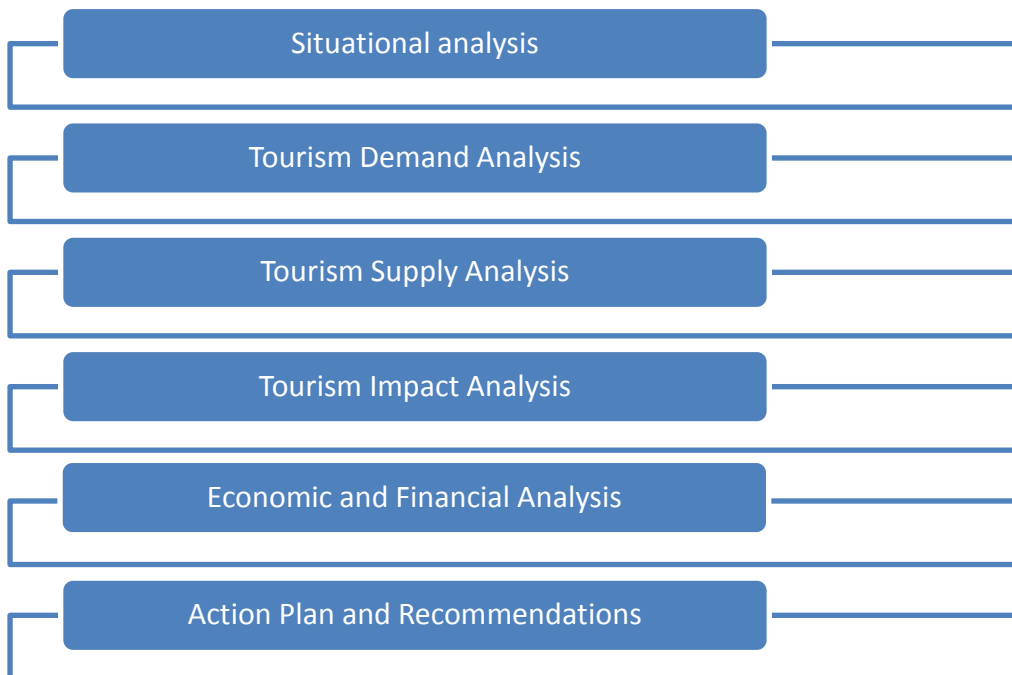 Situational analysis
Tourism Demand Analysis
Tourism Supply Analysis
Tourism Impact Analysis
Economic and Financial Analysis
Action Plan and Recommendations